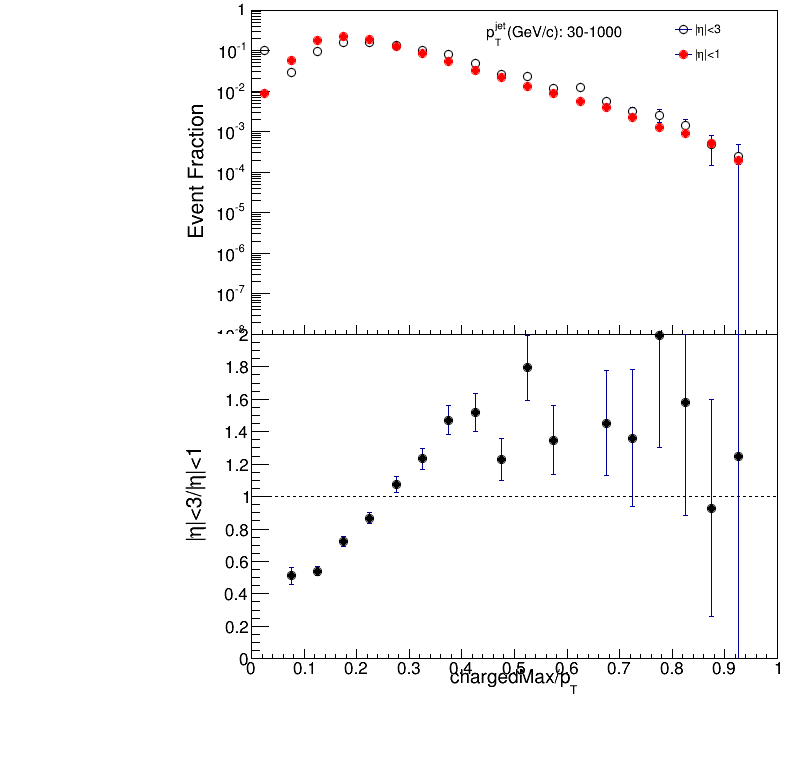 1
p_T^jet(GeV/c): 30-1000
|η|<3
|η|<1
10^-1
10^-2
10^-3
10^-4
10^-5
10^-6
10^-7
10^-8
Event Fraction
2
1.8
1.6
1.4
1.2
1
0.8
0.6
0.4
0.2
0
|η|<3/|η|<1
0 0.1 0.2 0.3 0.4 0.5 0.6 0.7 0.8 0.9 1
chargedMax/p_T